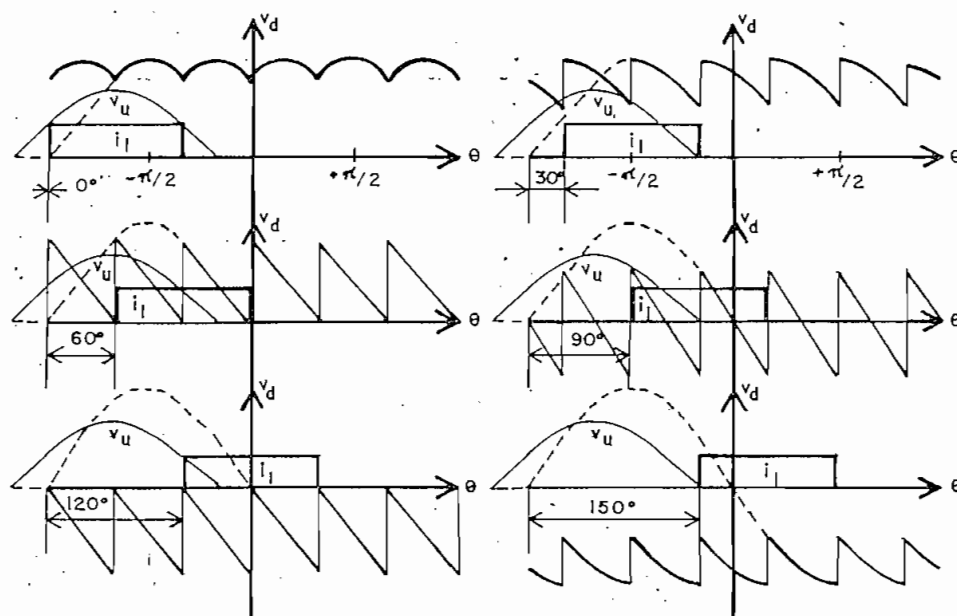 v_d
v_u
i_1
θ
0°
-π/2
+π/2
v_d
v_u
i_1
θ
30°
-π/2
+π/2
v_d
v_u
i_1
θ
60°
v_d
v_u
i_1
θ
90°
v_d
v_u
i_1
θ
120°
v_d
v_u
i_1
θ
150°